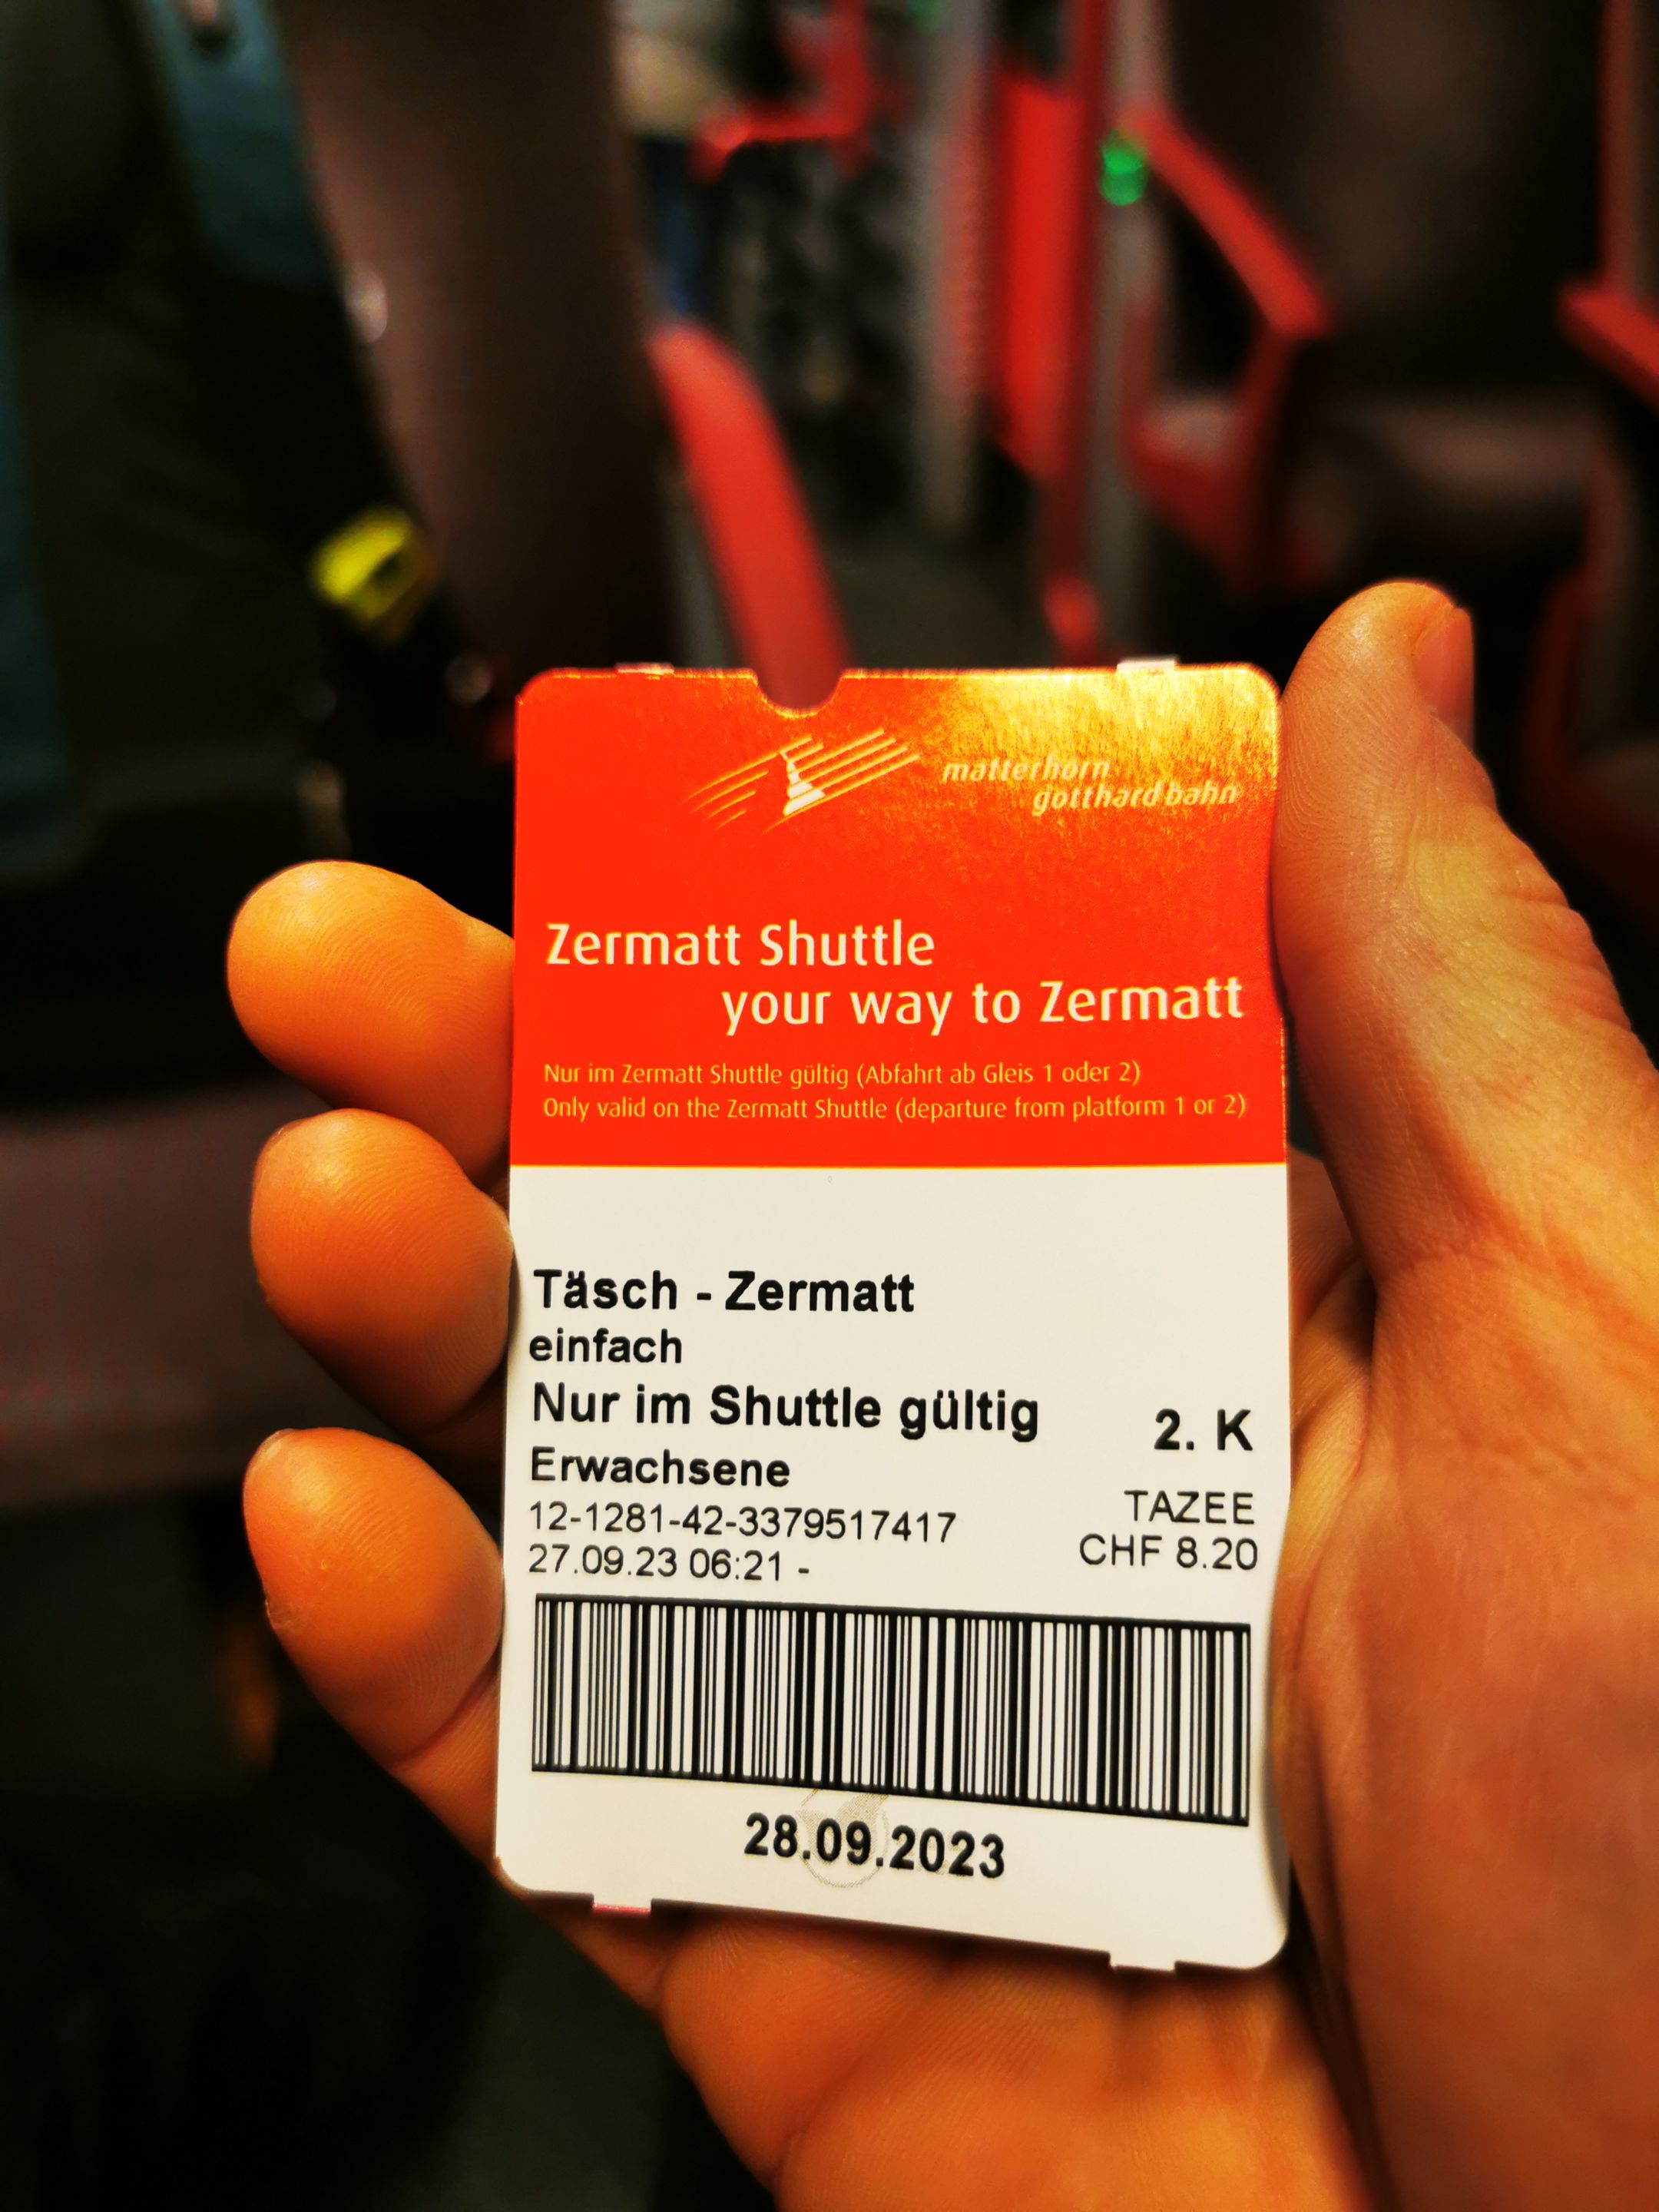 matterhorn
gotthard bahn
Zermatt Shuttle
your way to Zermatt
Nur im Zermatt Shuttle gültig (Abfahrt ab Gleis 1 oder 2)
Only valid on the Zermatt Shuttle (departure from platform 1 or 2)
Täsch - Zermatt
einfach
Nur im Shuttle gültig 2. K
Erwachsene
TAZEE
12-1281-42-3379517417
CHF 8.20
27.09.23 06:21 -
28.09.2023